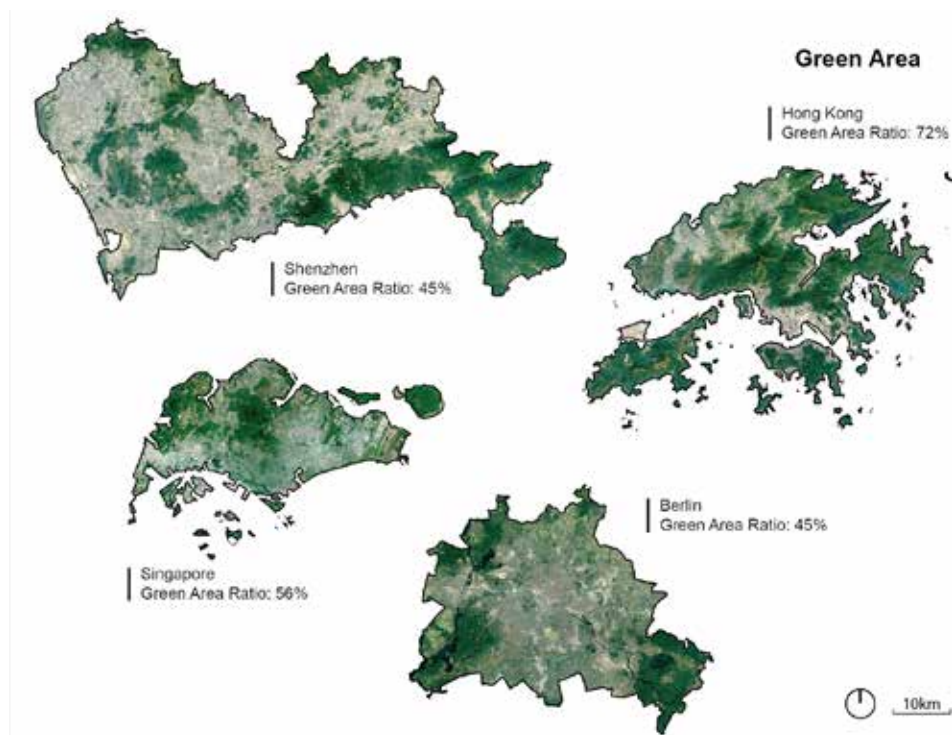 Green Area
Hong Kong
Green Area Ratio: 72%
Shenzhen
Green Area Ratio: 45%
Berlin
Green Area Ratio: 45%
Singapore
Green Area Ratio: 56%
10km